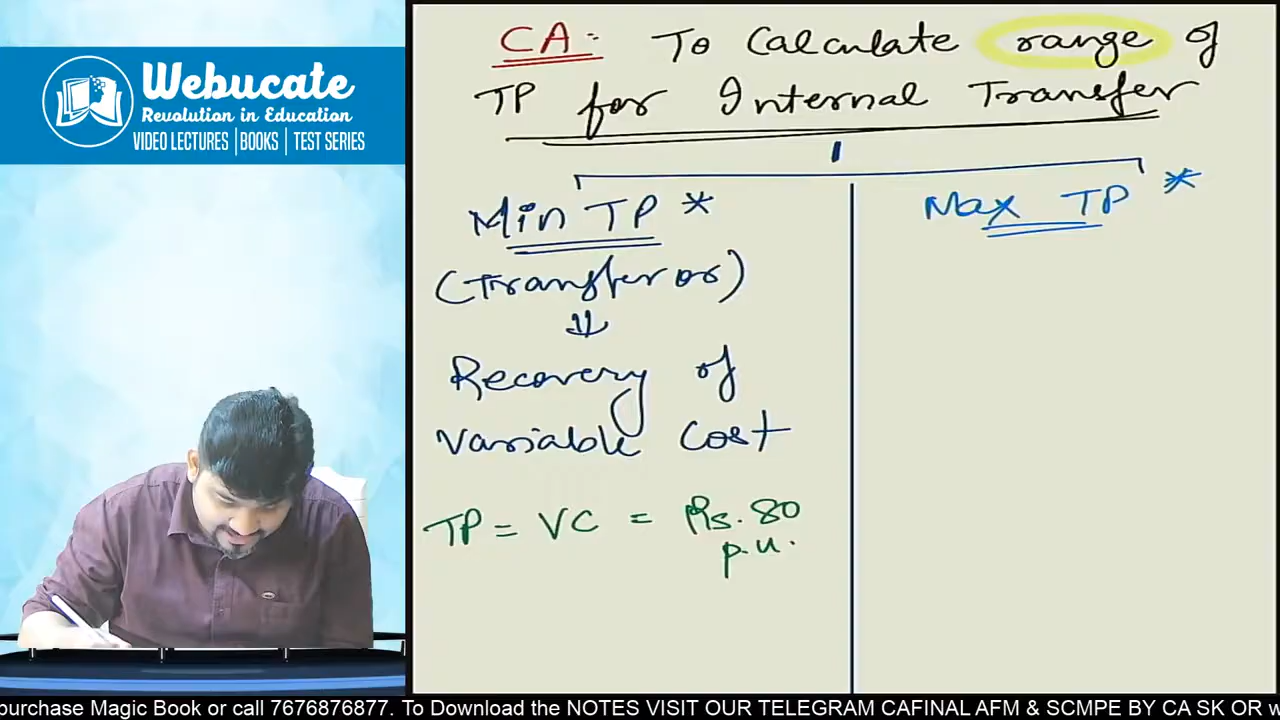 Webucate
Revolution in Education
VIDEO LECTURES | BOOKS | TEST SERIES
CA:- To Calculate range of
TP for Internal Transfer
Min TP *
(Transferor)
Recovery of
Variable Cost
TP = VC = Rs. 80
p.u.
Max TP *
purchase Magic Book or call 7676876877. To Download the NOTES VISIT OUR TELEGRAM CAFINAL AFM & SCMPE BY CA SK OR w